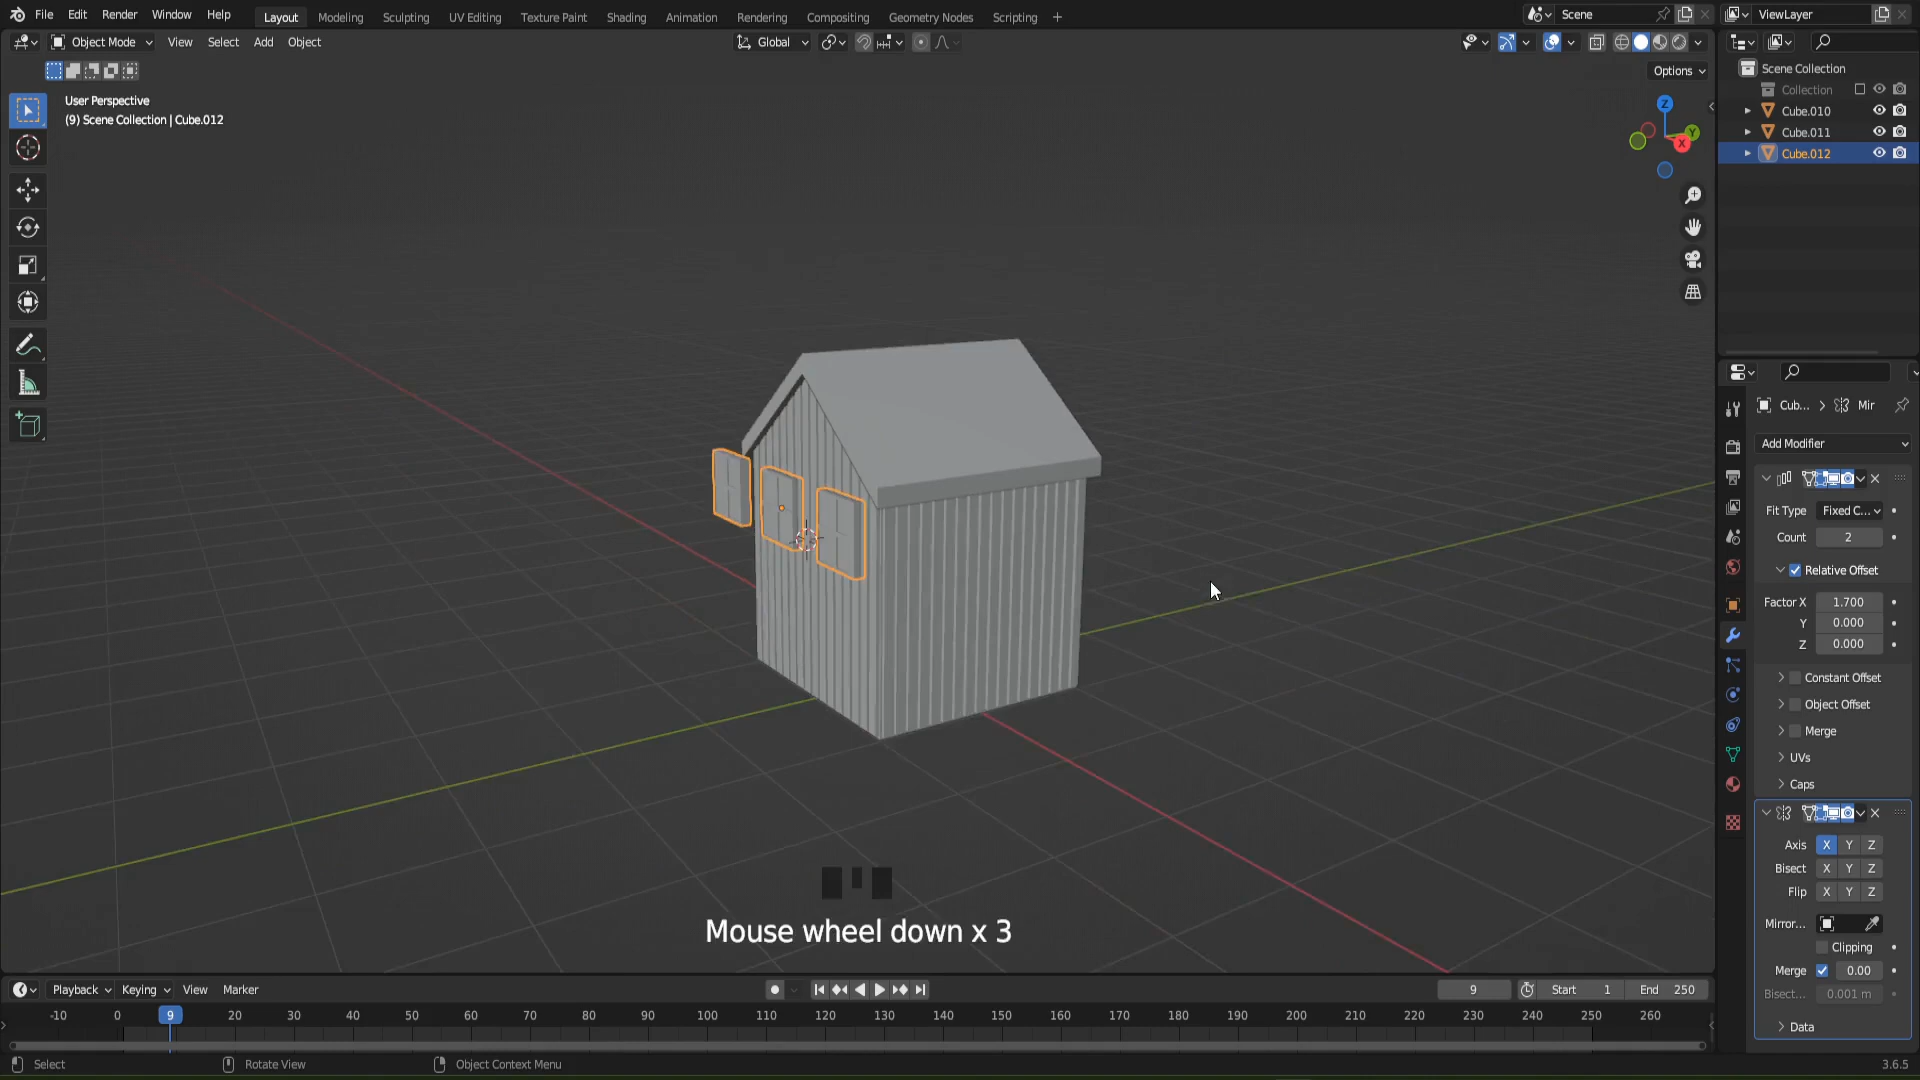 File Edit Render Window Help Layout Modeling Sculpting UV Editing Texture Paint Shading Animation Rendering Compositing Geometry Nodes Scripting + Scene ViewLayer
Object Mode View Select Add Object Global
Options
User Perspective
(9) Scene Collection | Cube.012
Z
Y
X
Scene Collection
Collection
Cube.010
Cube.011
Cube.012
Cub... > Mir
Add Modifier
Fit Type Fixed C...
Count 2
Relative Offset
Factor X 1.700
Y 0.000
Z 0.000
Constant Offset
Object Offset
Merge
UVs
Caps
Axis X Y Z
Bisect X Y Z
Flip X Y Z
Mirror...
Clipping
Merge 0.00
Bisect... 0.001 m
Data
Mouse wheel down x 3
Playback Keying View Marker 9 Start 1 End 250
-10 0 9 20 30 40 50 60 70 80 90 100 110 120 130 140 150 160 170 180 190 200 210 220 230 240 250 260
Select Rotate View Object Context Menu 3.6.5